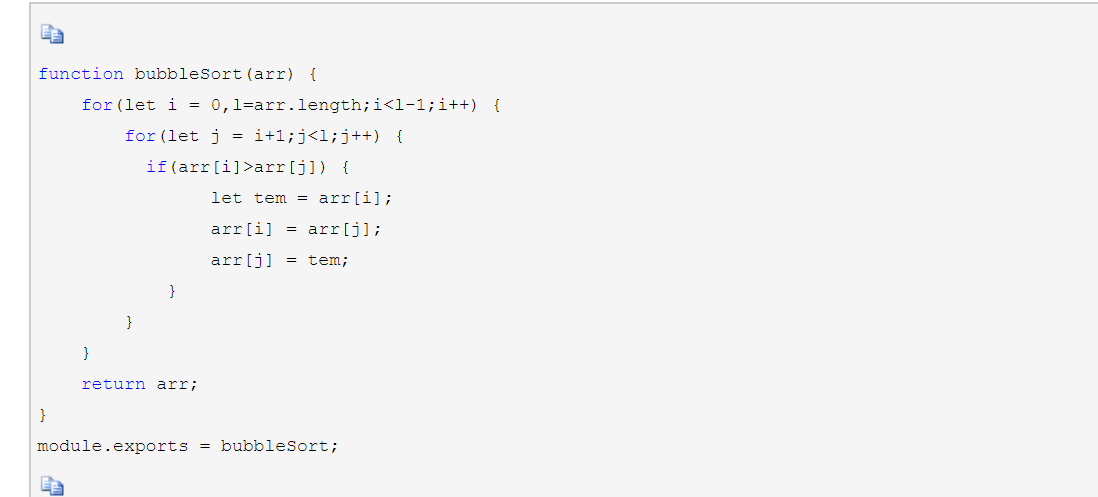 function bubbleSort(arr) {
    for(let i = 0,l=arr.length;i<l-1;i++) {
        for(let j = i+1;j<l;j++) {
          if(arr[i]>arr[j]) {
                let tem = arr[i];
                arr[i] = arr[j];
                arr[j] = tem;
            }
        }
    }
    return arr;
}
module.exports = bubbleSort;